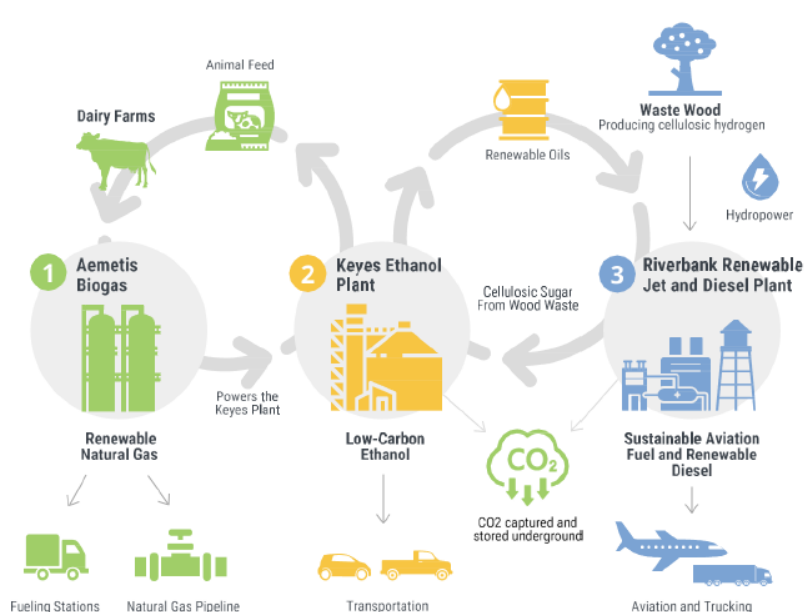 Animal Feed
Dairy Farms
Renewable Oils
Waste Wood
Producing cellulosic hydrogen
Hydropower
1
Aemetis
Biogas
2
Keyes Ethanol
Plant
3
Riverbank Renewable
Jet and Diesel Plant
Cellulosic Sugar
From Wood Waste
Powers the
Keyes Plant
Renewable
Natural Gas
Low-Carbon
Ethanol
CO2
CO2 captured and
stored underground
Sustainable Aviation
Fuel and Renewable
Diesel
Fueling Stations
Natural Gas Pipeline
Transportation
Aviation and Trucking